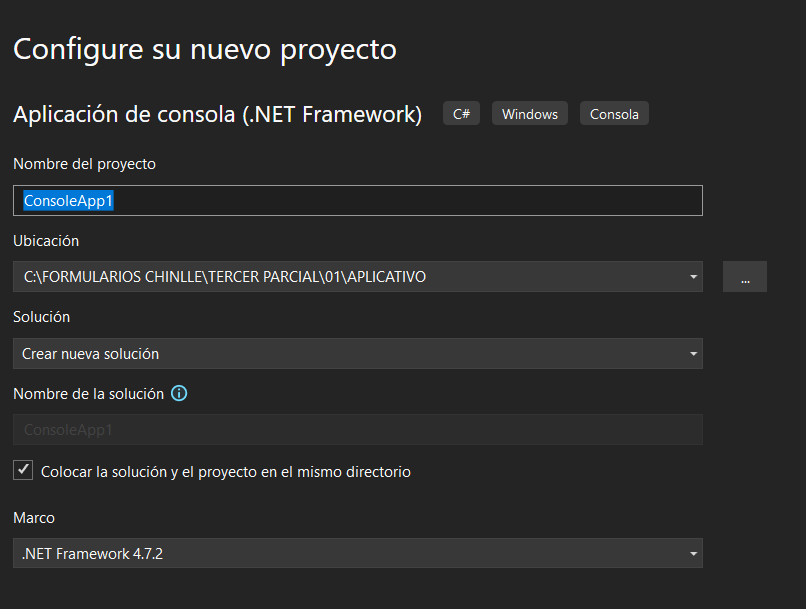 Configure su nuevo proyecto
Aplicación de consola (.NET Framework) C# Windows Consola
Nombre del proyecto
ConsoleApp1
Ubicación
C:\FORMULARIOS CHINLLE\TERCER PARCIAL\01\APLICATIVO
...
Solución
Crear nueva solución
Nombre de la solución
ConsoleApp1
Colocar la solución y el proyecto en el mismo directorio
Marco
.NET Framework 4.7.2